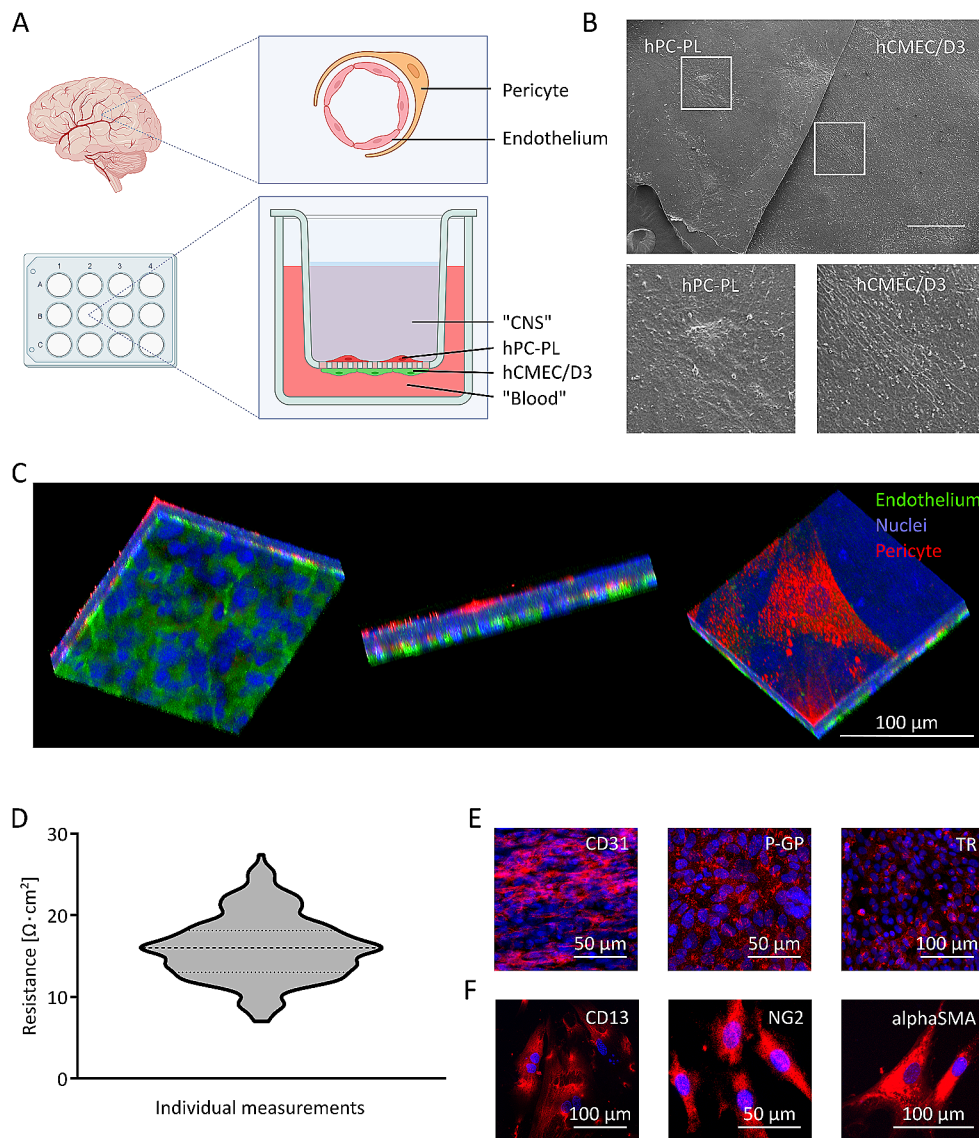 A
Pericyte
Endothelium
1 2 3 4
A
B
C
"CNS"
hPC-PL
hCMEC/D3
"Blood"
B
hPC-PL
hCMEC/D3
hPC-PL
hCMEC/D3
C
Endothelium
Nuclei
Pericyte
100 µm
D
30
20
10
0
Resistance [Ω·cm²]
Individual measurements
E
CD31
50 µm
P-GP
50 µm
TR
100 µm
F
CD13
100 µm
NG2
50 µm
alphaSMA
100 µm